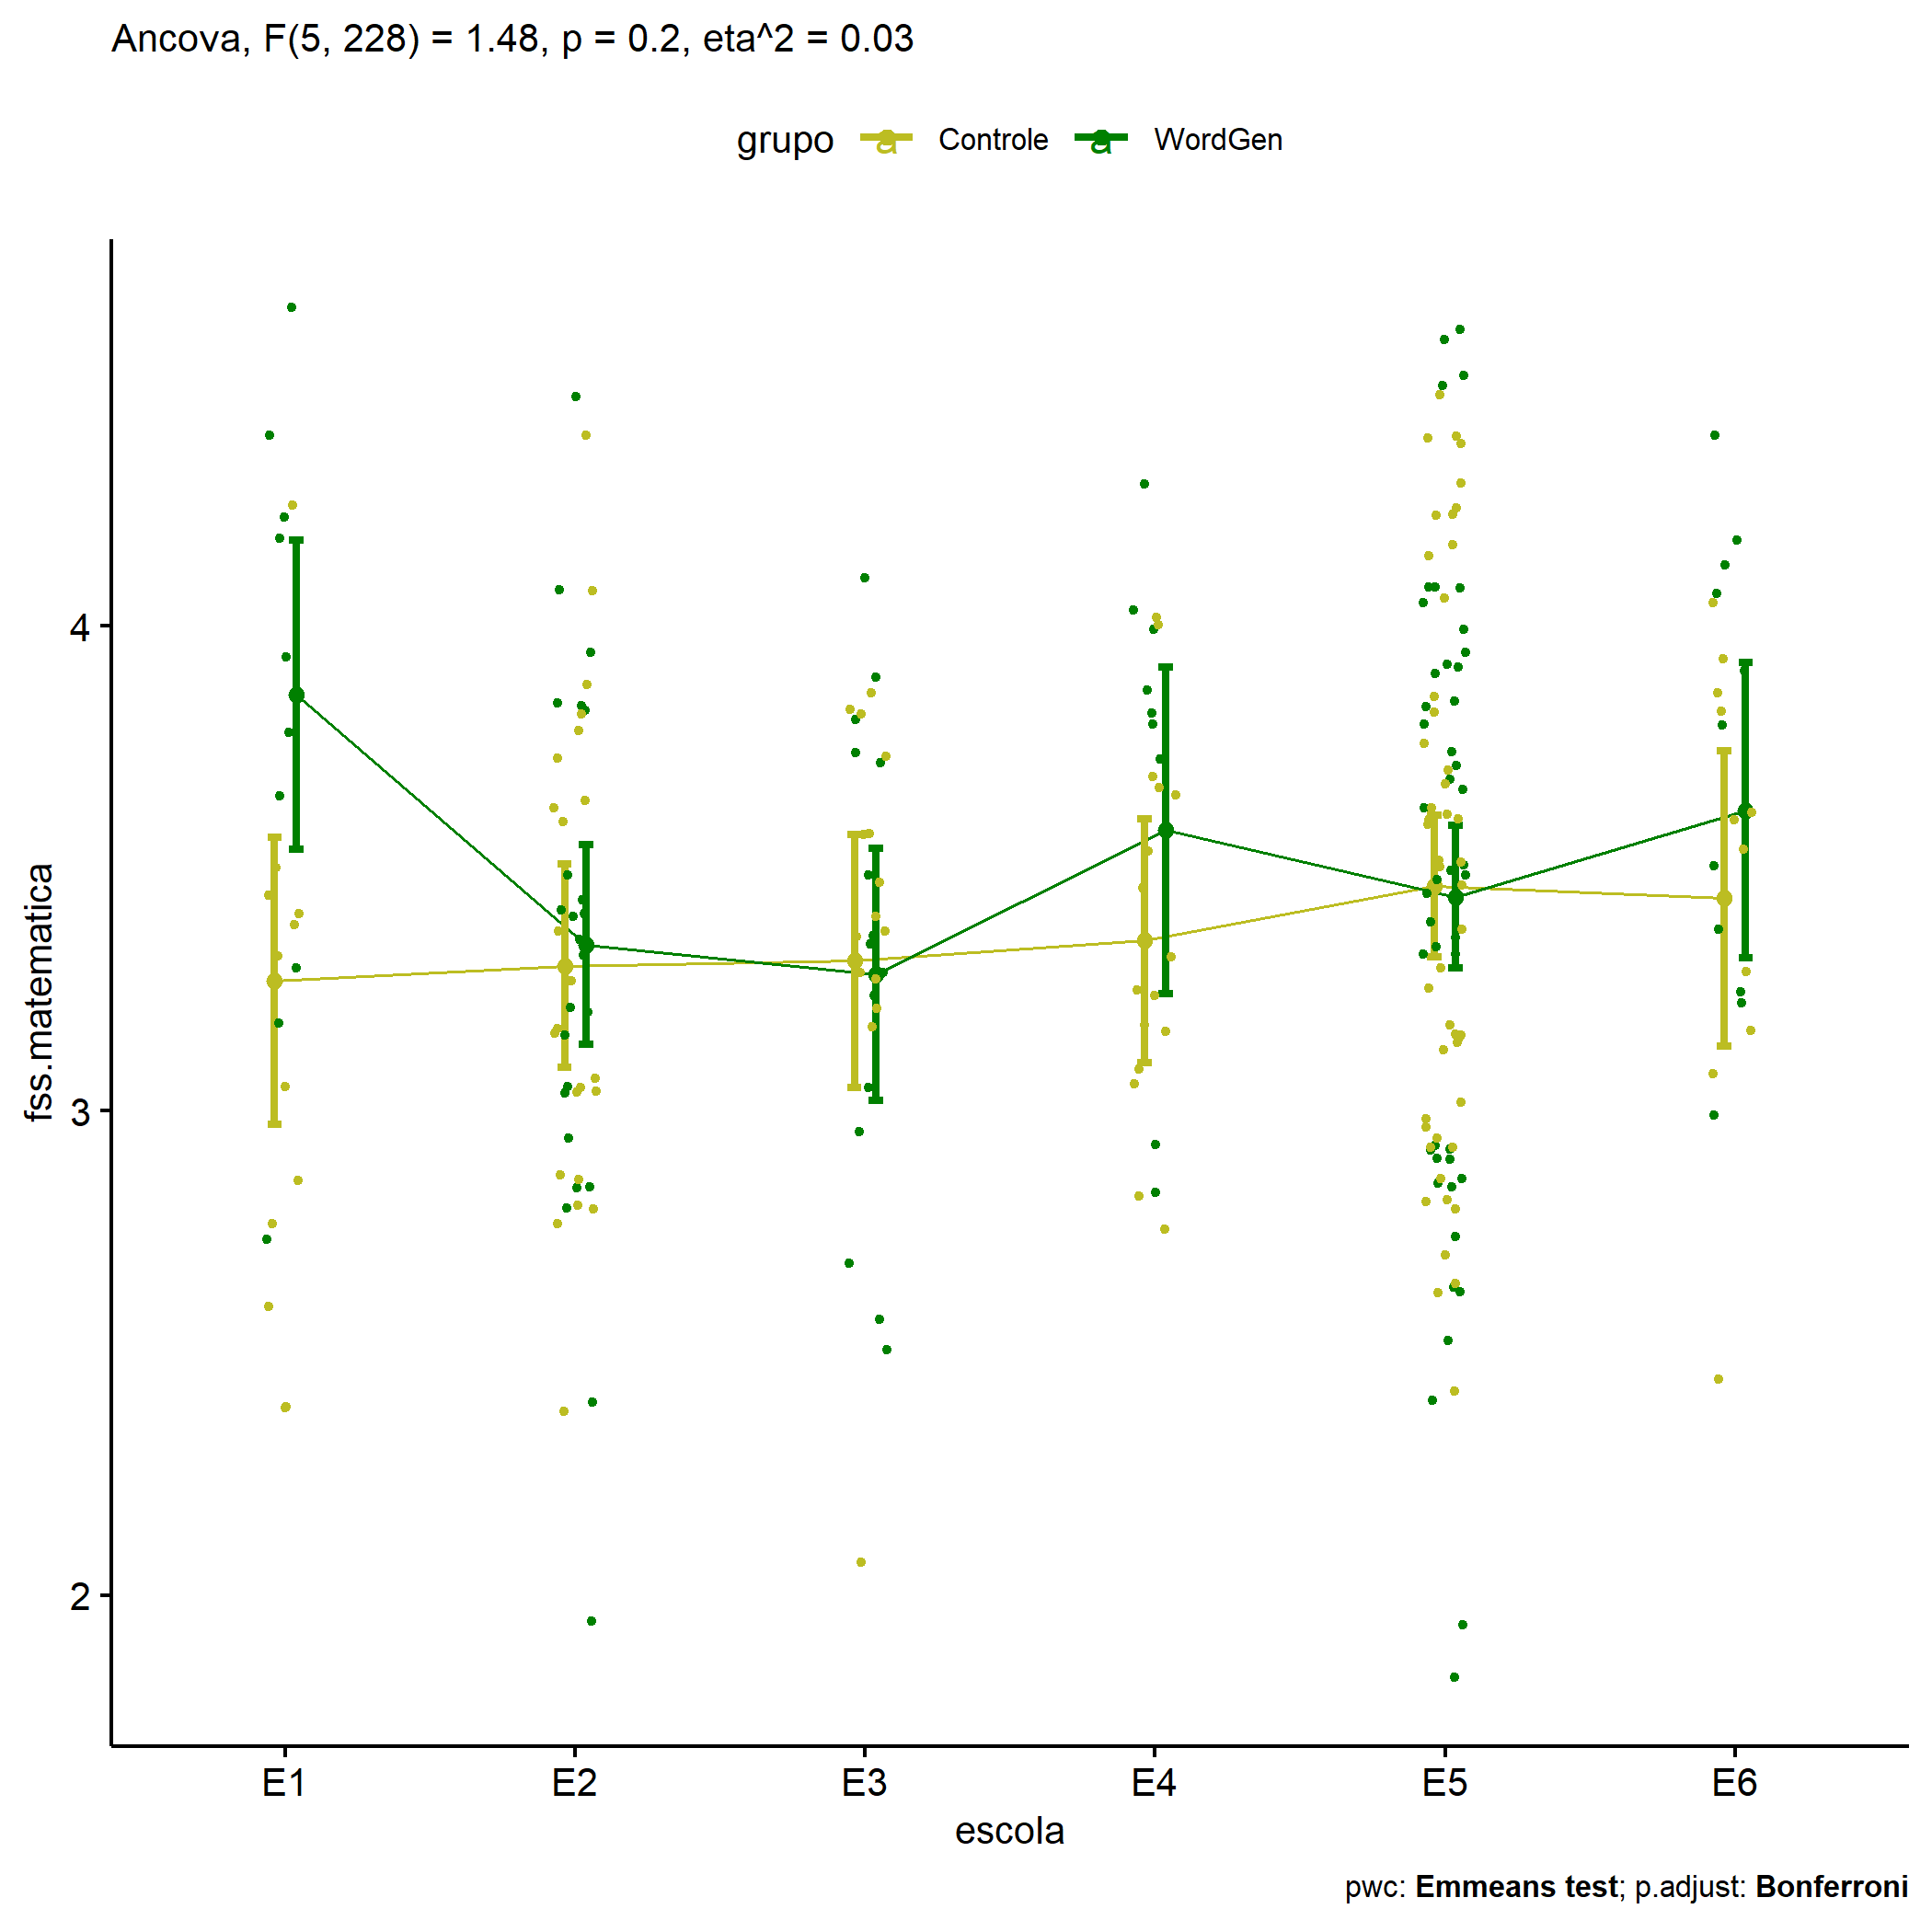 Ancova, F(5, 228) = 1.48, p = 0.2, eta^2 = 0.03
grupo a Controle a WordGen
fss.matematica
4
3
2
E1 E2 E3 E4 E5 E6
escola
pwc: Emmeans test; p.adjust: Bonferroni